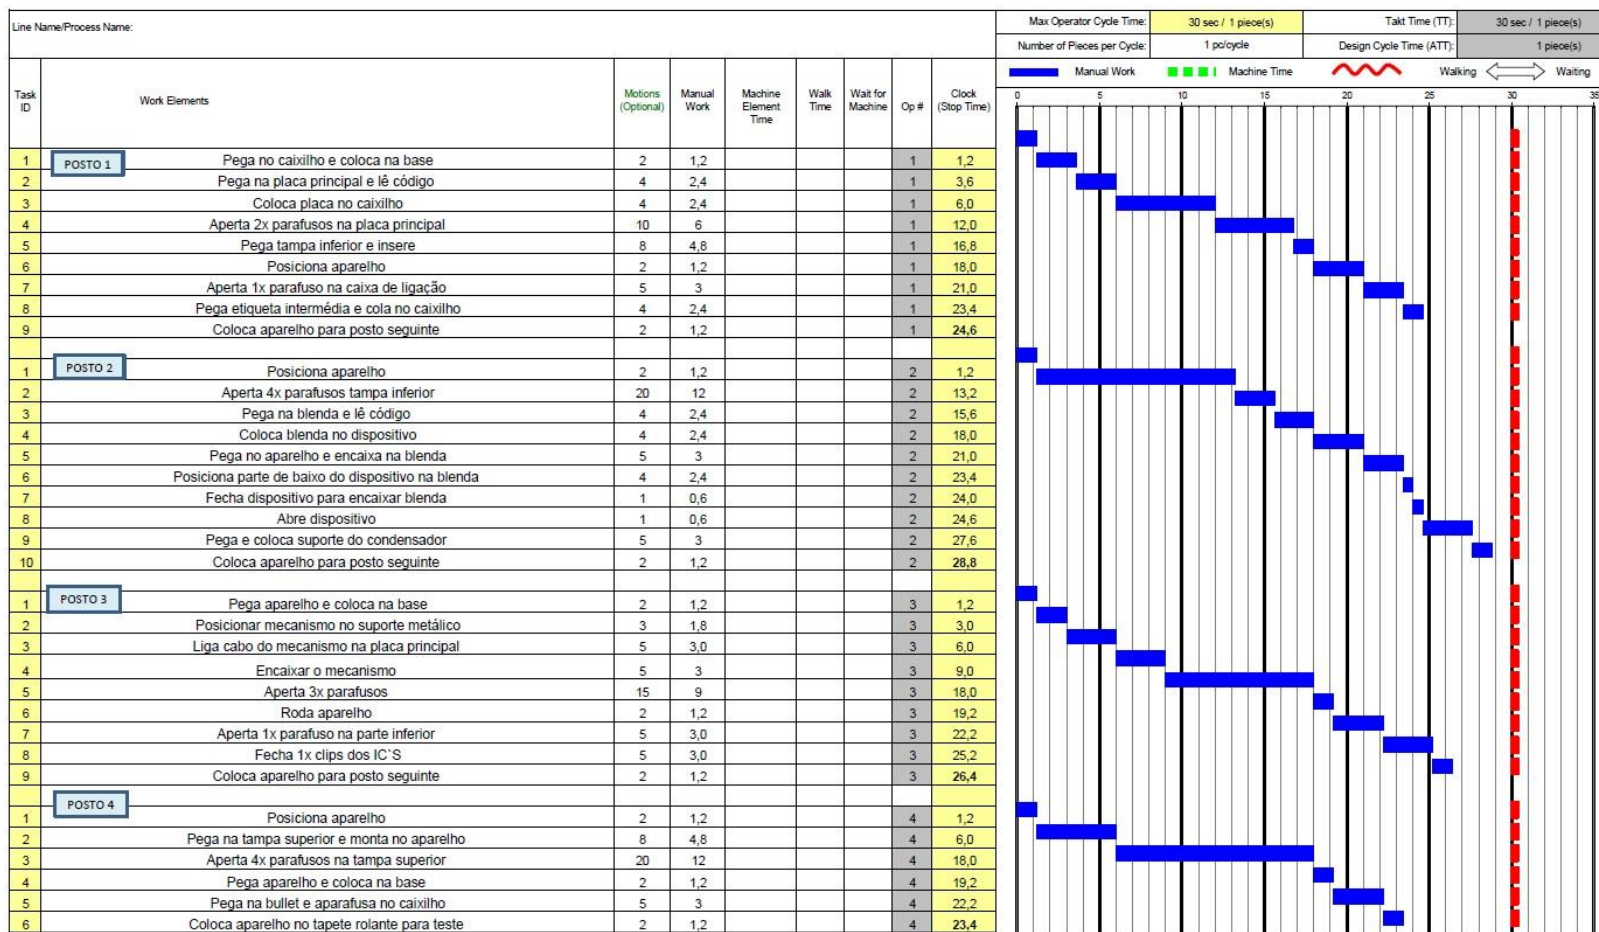 Line Name/Process Name:
Max Operator Cycle Time: 30 sec / 1 piece(s) Takt Time (TT): 30 sec / 1 piece(s)
Number of Pieces per Cycle: 1 pc/cycle Design Cycle Time (ATT): 1 piece(s)
Manual Work Machine Time Walking Waiting
Task ID Work Elements Motions (Optional) Manual Work Machine Element Time Walk Time Wait for Machine Op # Clock (Stop Time)
0 5 10 15 20 25 30 35
POSTO 1
1 Pega no caixilho e coloca na base 2 1,2 1 1,2
2 Pega na placa principal e lê código 4 2,4 1 3,6
3 Coloca placa no caixilho 4 2,4 1 6,0
4 Aperta 2x parafusos na placa principal 10 6 1 12,0
5 Pega tampa inferior e insere 8 4,8 1 16,8
6 Posiciona aparelho 2 1,2 1 18,0
7 Aperta 1x parafuso na caixa de ligação 5 3 1 21,0
8 Pega etiqueta intermédia e cola no caixilho 4 2,4 1 23,4
9 Coloca aparelho para posto seguinte 2 1,2 1 24,6
POSTO 2
1 Posiciona aparelho 2 1,2 2 1,2
2 Aperta 4x parafusos tampa inferior 20 12 2 13,2
3 Pega na blenda e lê código 4 2,4 2 15,6
4 Coloca blenda no dispositivo 4 2,4 2 18,0
5 Pega no aparelho e encaixa na blenda 5 3 2 21,0
6 Posiciona parte de baixo do dispositivo na blenda 4 2,4 2 23,4
7 Fecha dispositivo para encaixar blenda 1 0,6 2 24,0
8 Abre dispositivo 1 0,6 2 24,6
9 Pega e coloca suporte do condensador 5 3 2 27,6
10 Coloca aparelho para posto seguinte 2 1,2 2 28,8
POSTO 3
1 Pega aparelho e coloca na base 2 1,2 3 1,2
2 Posicionar mecanismo no suporte metálico 3 1,8 3 3,0
3 Liga cabo do mecanismo na placa principal 5 3,0 3 6,0
4 Encaixar o mecanismo 5 3 3 9,0
5 Aperta 3x parafusos 15 9 3 18,0
6 Roda aparelho 2 1,2 3 19,2
7 Aperta 1x parafuso na parte inferior 5 3,0 3 22,2
8 Fecha 1x clips dos IC`S 5 3,0 3 25,2
9 Coloca aparelho para posto seguinte 2 1,2 3 26,4
POSTO 4
1 Posiciona aparelho 2 1,2 4 1,2
2 Pega na tampa superior e monta no aparelho 8 4,8 4 6,0
3 Aperta 4x parafusos na tampa superior 20 12 4 18,0
4 Pega aparelho e coloca na base 2 1,2 4 19,2
5 Pega na bullet e aparafusa no caixilho 5 3 4 22,2
6 Coloca aparelho no tapete rolante para teste 2 1,2 4 23,4